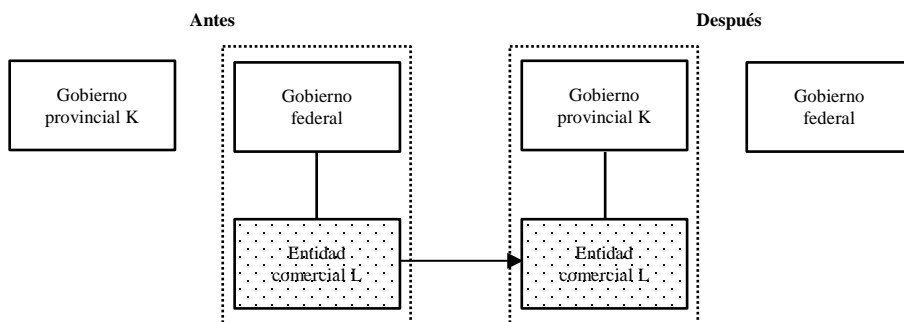 Antes
Después
Gobierno
provincial K
Gobierno
federal
Gobierno
provincial K
Gobierno
federal
Entidad
comercial L
Entidad
comercial L